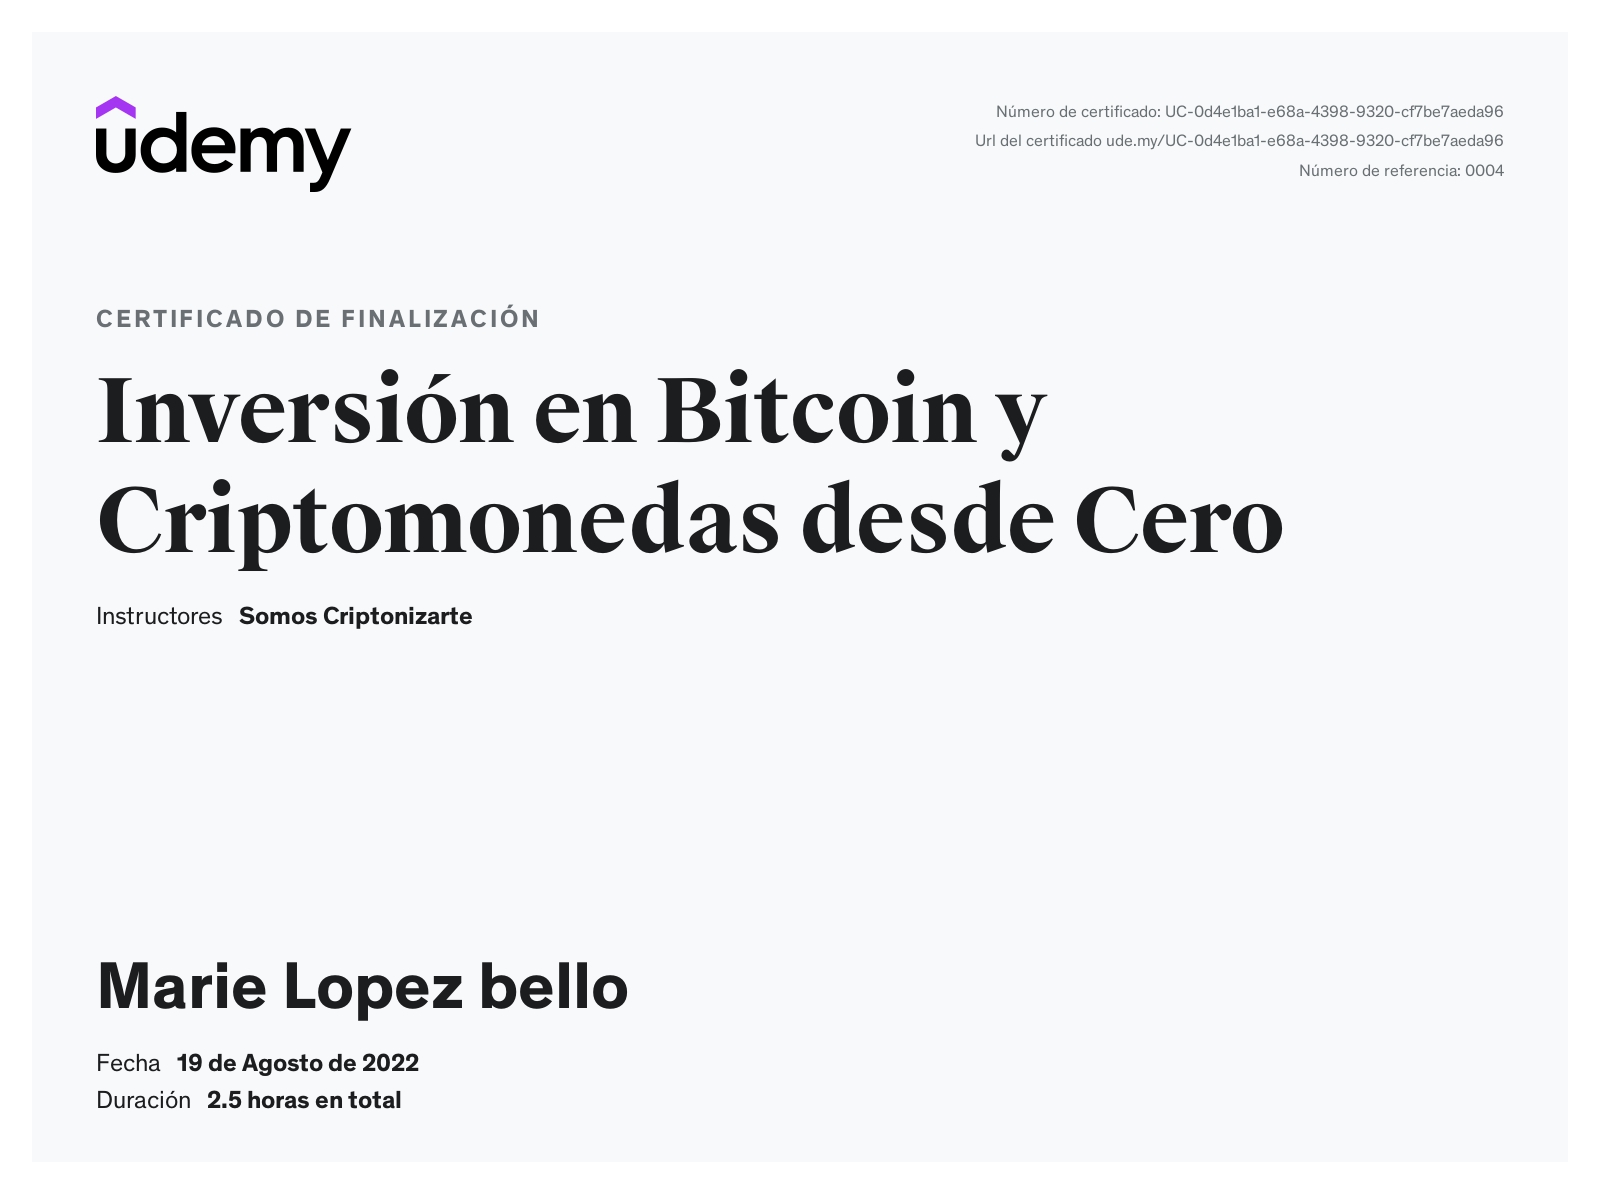 udemy
Número de certificado: UC-0d4e1ba1-e68a-4398-9320-cf7be7aeda96
Url del certificado ude.my/UC-0d4e1ba1-e68a-4398-9320-cf7be7aeda96
Número de referencia: 0004
CERTIFICADO DE FINALIZACIÓN
Inversión en Bitcoin y
Criptomonedas desde Cero
Instructores Somos Criptonizarte
Marie Lopez bello
Fecha 19 de Agosto de 2022
Duración 2.5 horas en total